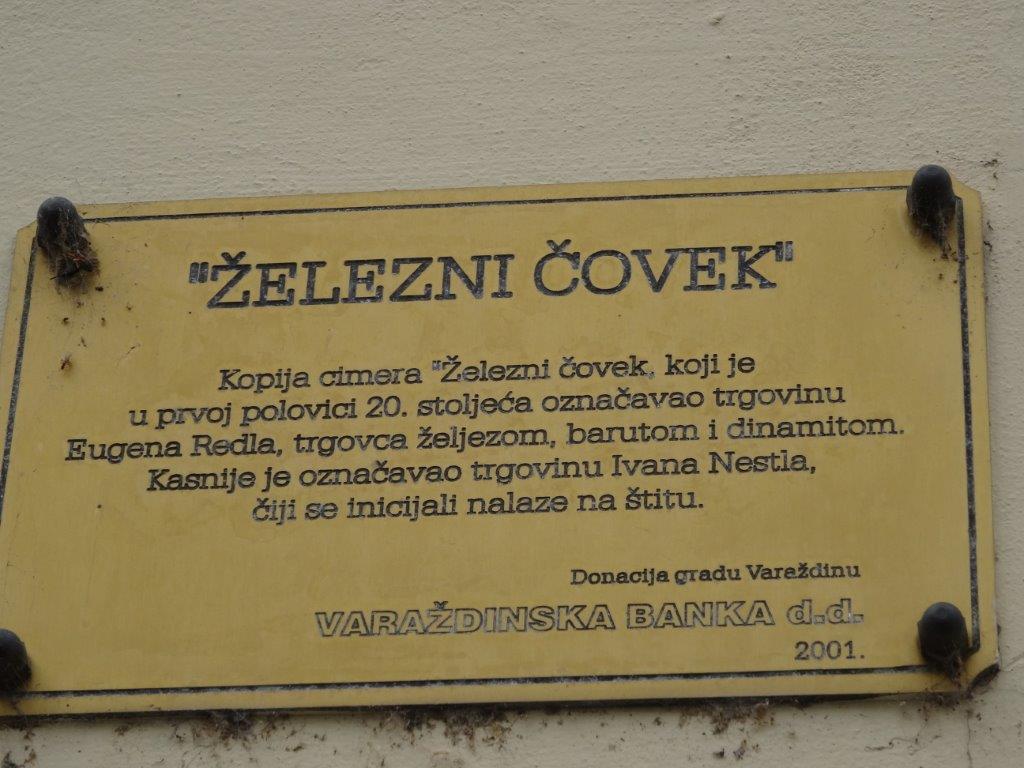 "ŽELEZNI ČOVEK"
Kopija cimera "Železni čovek, koji je
u prvoj polovici 20. stoljeća označavao trgovinu
Eugena Redla, trgovca željezom, barutom i dinamitom.
Kasnije je označavao trgovinu Ivana Nestla,
čiji se inicijali nalaze na štitu.
Donacija gradu Varaždinu
VARAŽDINSKA BANKA d.d.
2001.